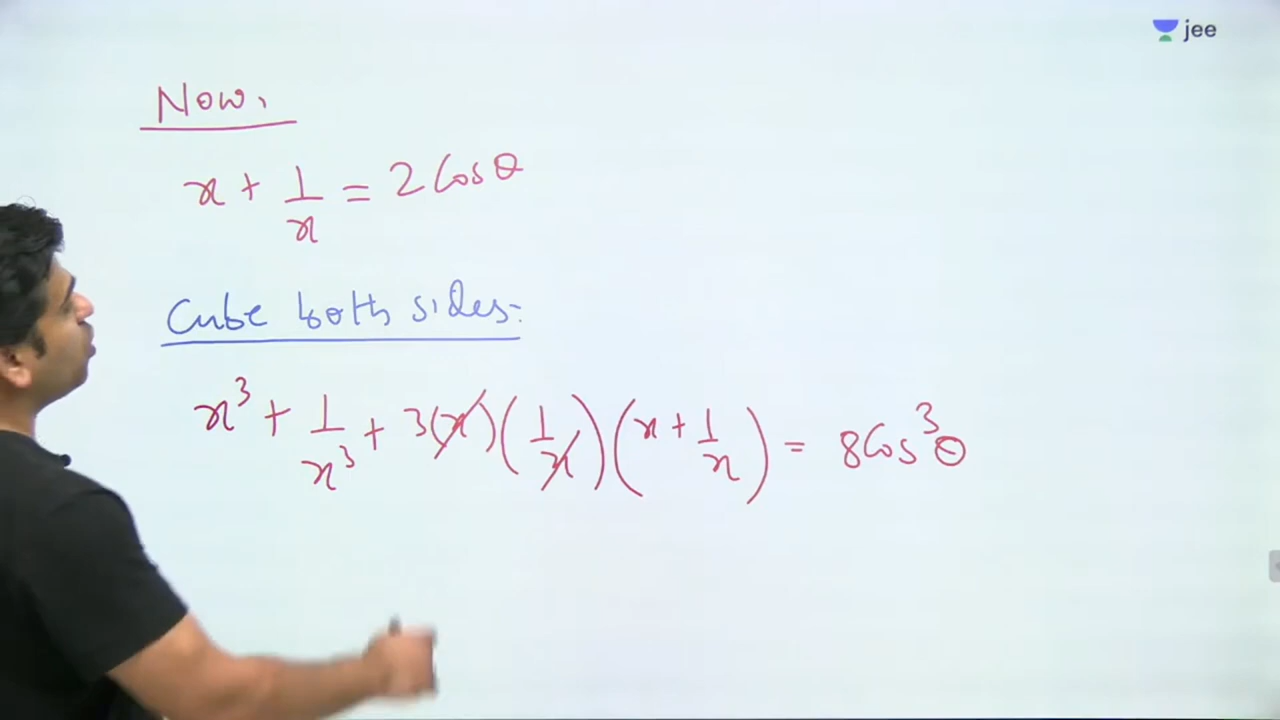 jee
Now,
x + 1/x = 2 Cos θ
Cube both sides:
x³ + 1/x³ + 3(x)(1/x)(x + 1/x) = 8Cos³θ